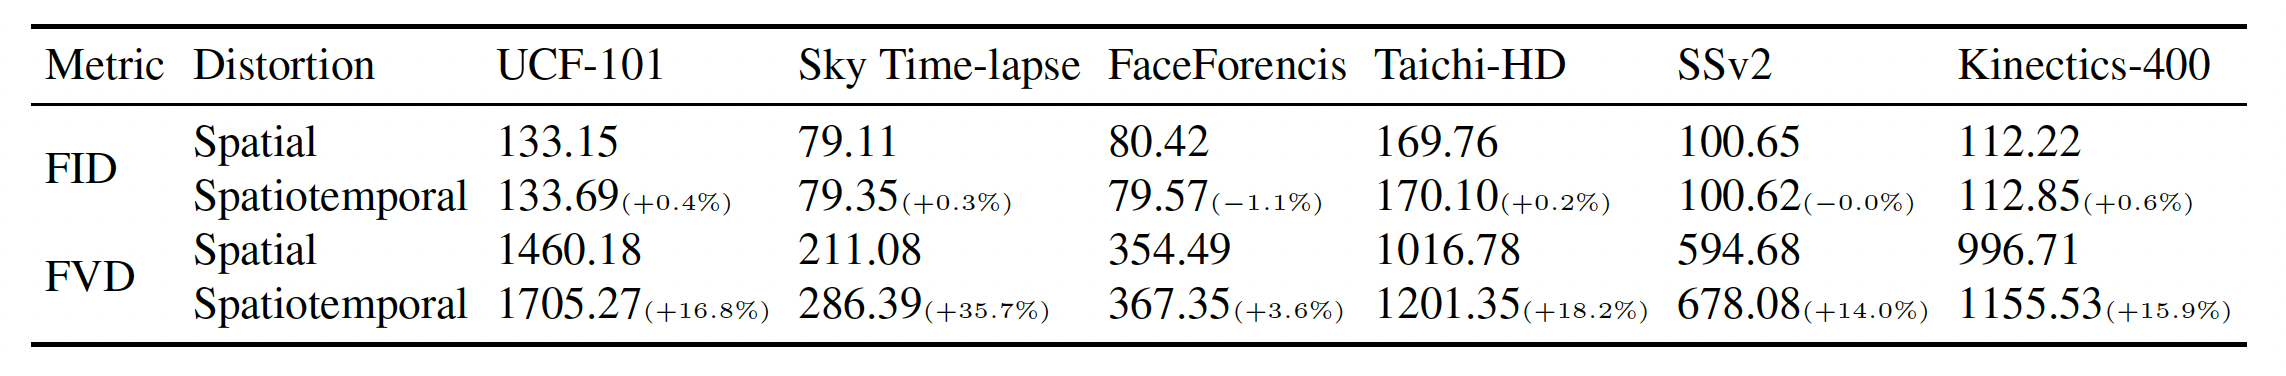 Metric Distortion UCF-101 Sky Time-lapse FaceForencis Taichi-HD SSv2 Kinectics-400
FID
Spatial 133.15 79.11 80.42 169.76 100.65 112.22
Spatiotemporal 133.69(+0.4%) 79.35(+0.3%) 79.57(−1.1%) 170.10(+0.2%) 100.62(−0.0%) 112.85(+0.6%)
FVD
Spatial 1460.18 211.08 354.49 1016.78 594.68 996.71
Spatiotemporal 1705.27(+16.8%) 286.39(+35.7%) 367.35(+3.6%) 1201.35(+18.2%) 678.08(+14.0%) 1155.53(+15.9%)